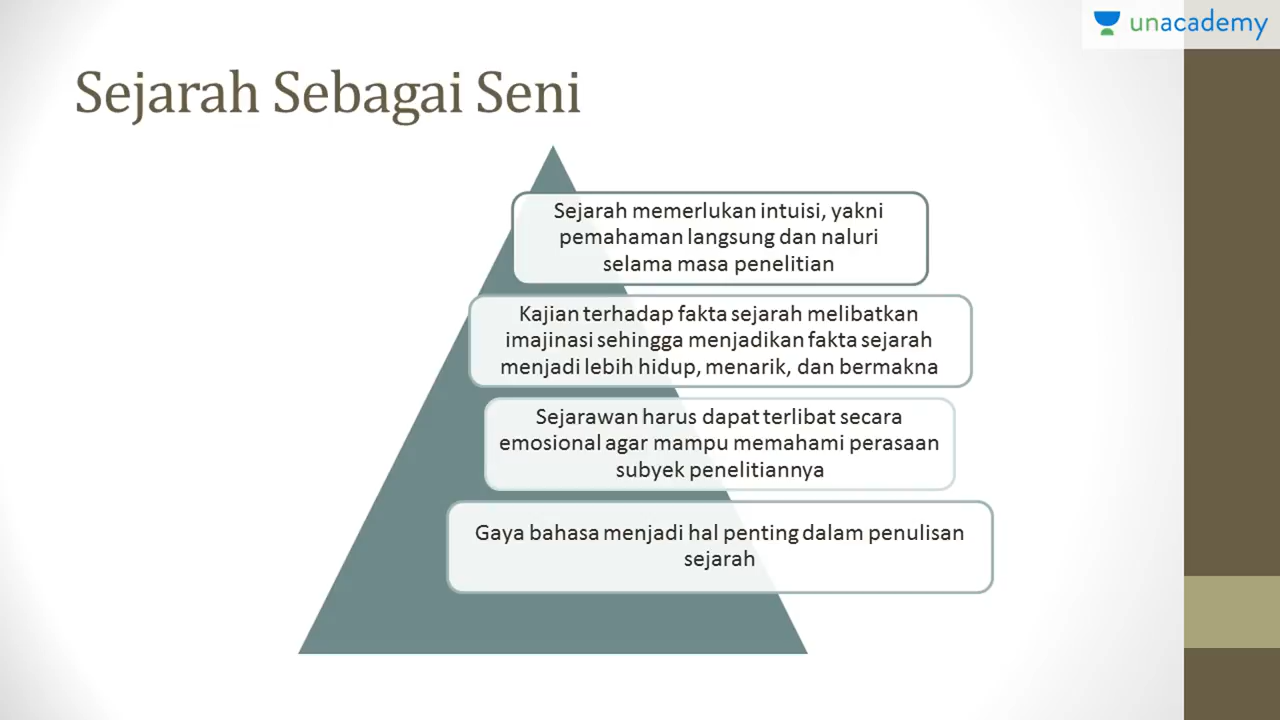 unacademy
Sejarah Sebagai Seni
Sejarah memerlukan intuisi, yakni
pemahaman langsung dan naluri
selama masa penelitian
Kajian terhadap fakta sejarah melibatkan
imajinasi sehingga menjadikan fakta sejarah
menjadi lebih hidup, menarik, dan bermakna
Sejarawan harus dapat terlibat secara
emosional agar mampu memahami perasaan
subyek penelitiannya
Gaya bahasa menjadi hal penting dalam penulisan
sejarah